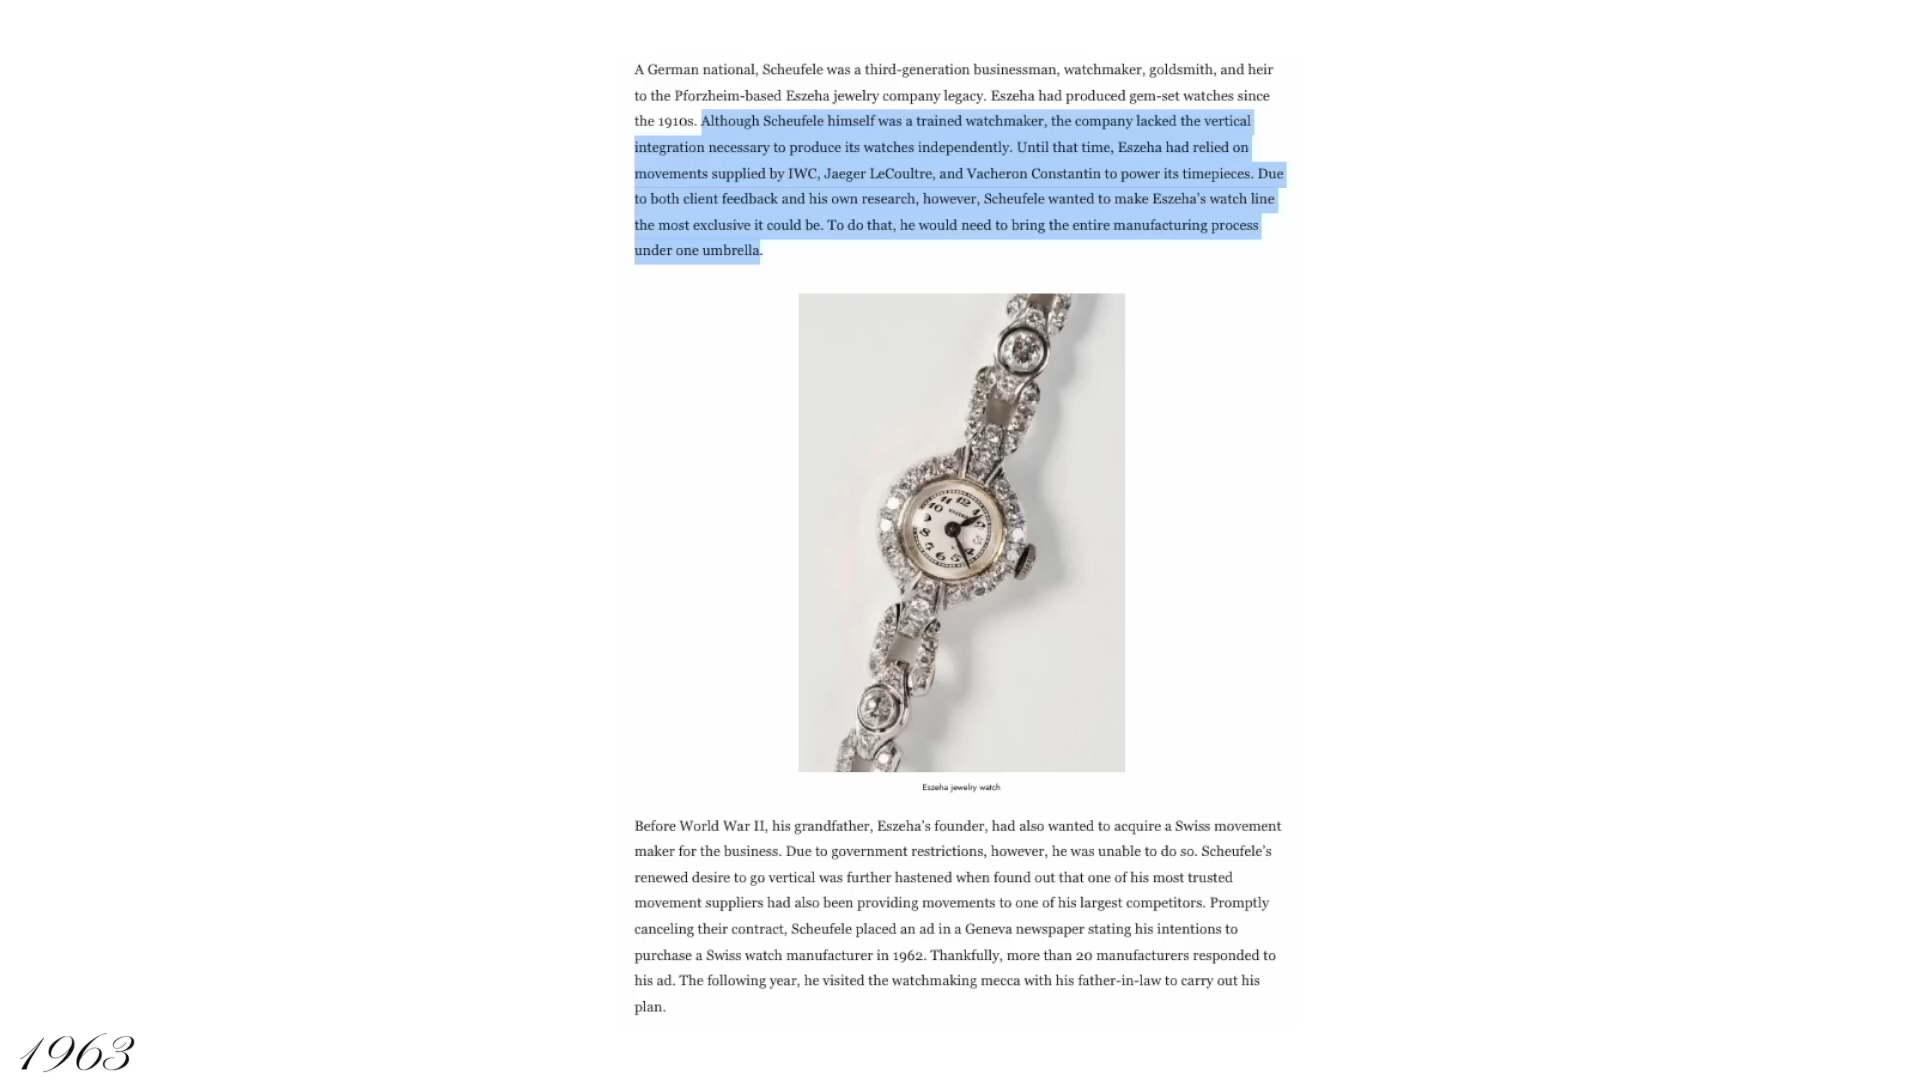 A German national, Scheufele was a third-generation businessman, watchmaker, goldsmith, and heir
to the Pforzheim-based Eszeha jewelry company legacy. Eszeha had produced gem-set watches since
the 1910s. Although Scheufele himself was a trained watchmaker, the company lacked the vertical
integration necessary to produce its watches independently. Until that time, Eszeha had relied on
movements supplied by IWC, Jaeger LeCoultre, and Vacheron Constantin to power its timepieces. Due
to both client feedback and his own research, however, Scheufele wanted to make Eszeha's watch line
the most exclusive it could be. To do that, he would need to bring the entire manufacturing process
under one umbrella.
11 12 1
10
8
7 6 5
Eszeha jewelry watch
Before World War II, his grandfather, Eszeha's founder, had also wanted to acquire a Swiss movement
maker for the business. Due to government restrictions, however, he was unable to do so. Scheufele's
renewed desire to go vertical was further hastened when found out that one of his most trusted
movement suppliers had also been providing movements to one of his largest competitors. Promptly
canceling their contract, Scheufele placed an ad in a Geneva newspaper stating his intentions to
purchase a Swiss watch manufacturer in 1962. Thankfully, more than 20 manufacturers responded to
his ad. The following year, he visited the watchmaking mecca with his father-in-law to carry out his
plan.
1963